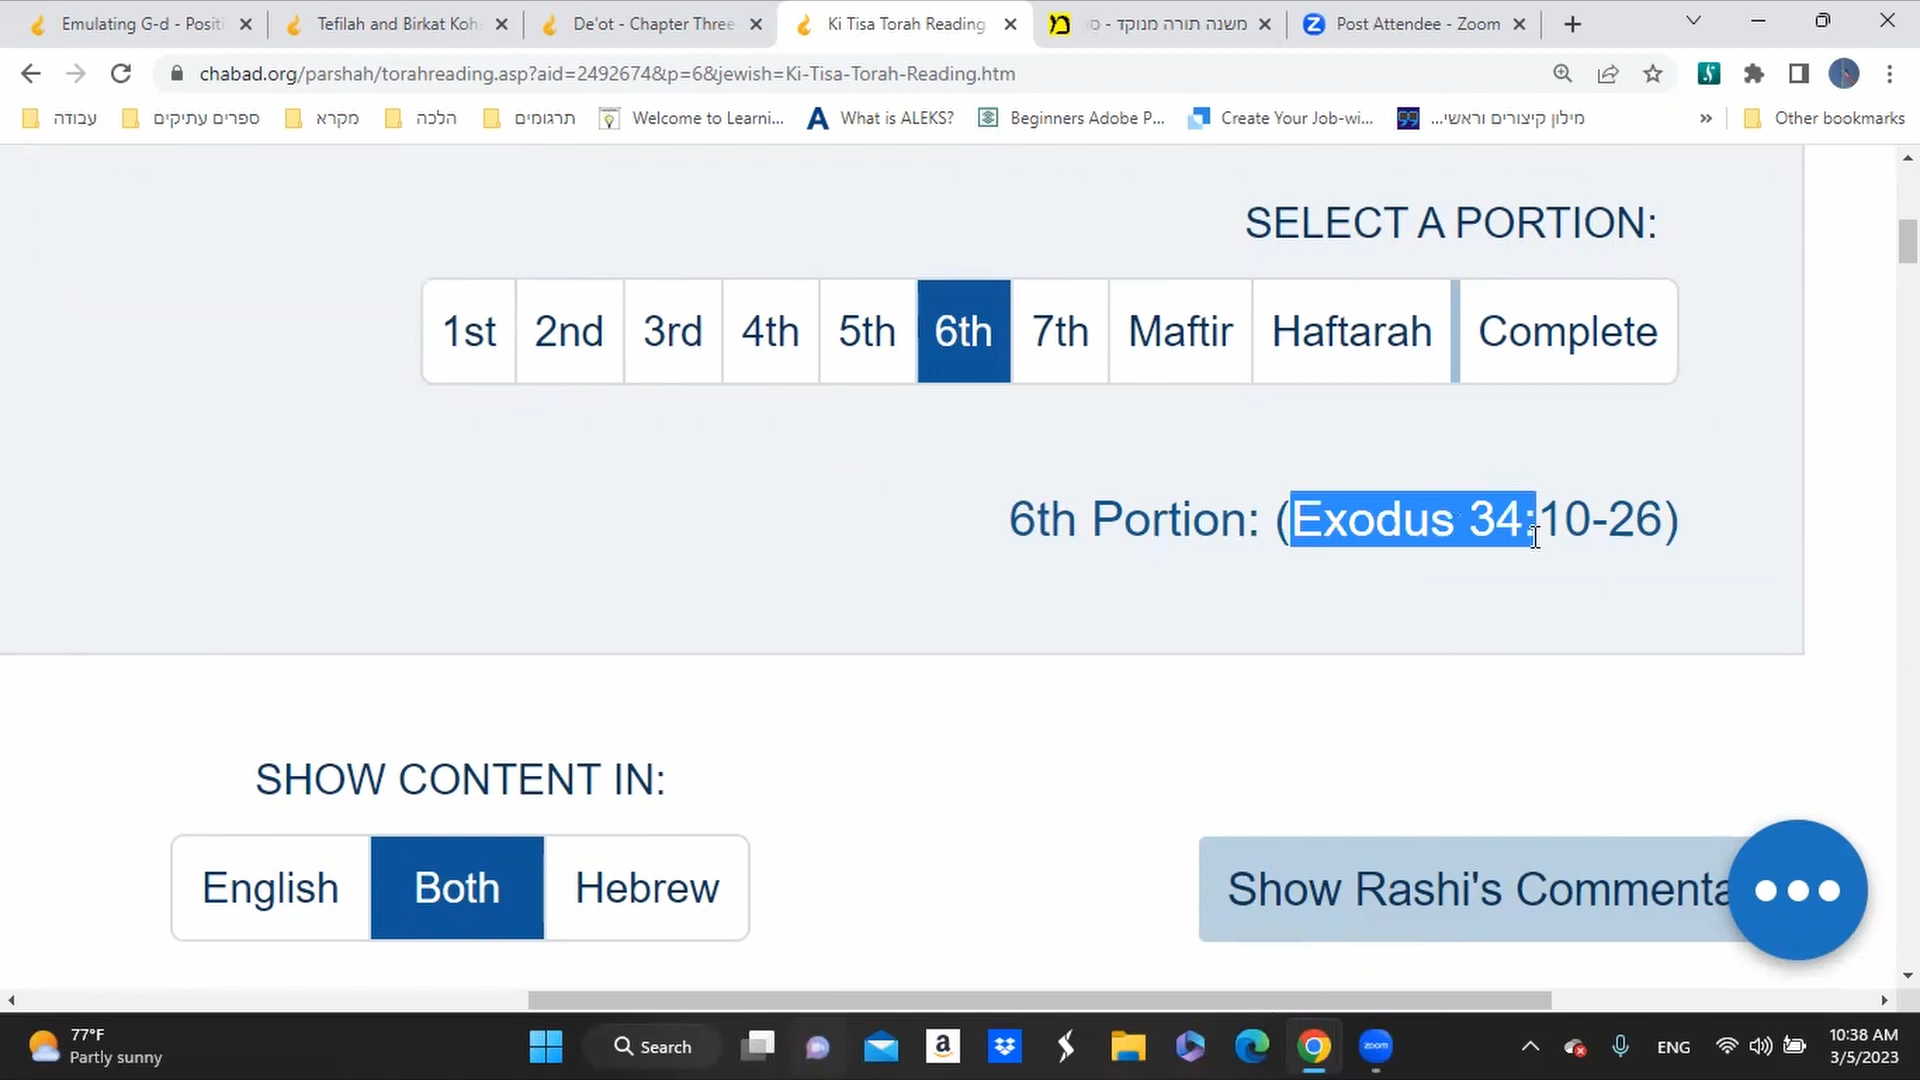 Emulating G-d - Positi
Tefilah and Birkat Koha
De'ot - Chapter Three
Ki Tisa Torah Reading
משנה תורה מנוקד - ס
Post Attendee - Zoom
chabad.org/parshah/torahreading.asp?aid=2492674&p=6&jewish=Ki-Tisa-Torah-Reading.htm
עבודה
ספרים עתיקים
מקרא
הלכה
תרגומים
Welcome to Learni...
What is ALEKS?
Beginners Adobe P...
Create Your Job-wi...
מילון קיצורים וראשי...
Other bookmarks
SELECT A PORTION:
1st 2nd 3rd 4th 5th 6th 7th Maftir Haftarah Complete
6th Portion: (Exodus 34:10-26)
SHOW CONTENT IN:
English Both Hebrew
Show Rashi's Commenta
77°F
Partly sunny
Search
zoom
ENG
10:38 AM
3/5/2023